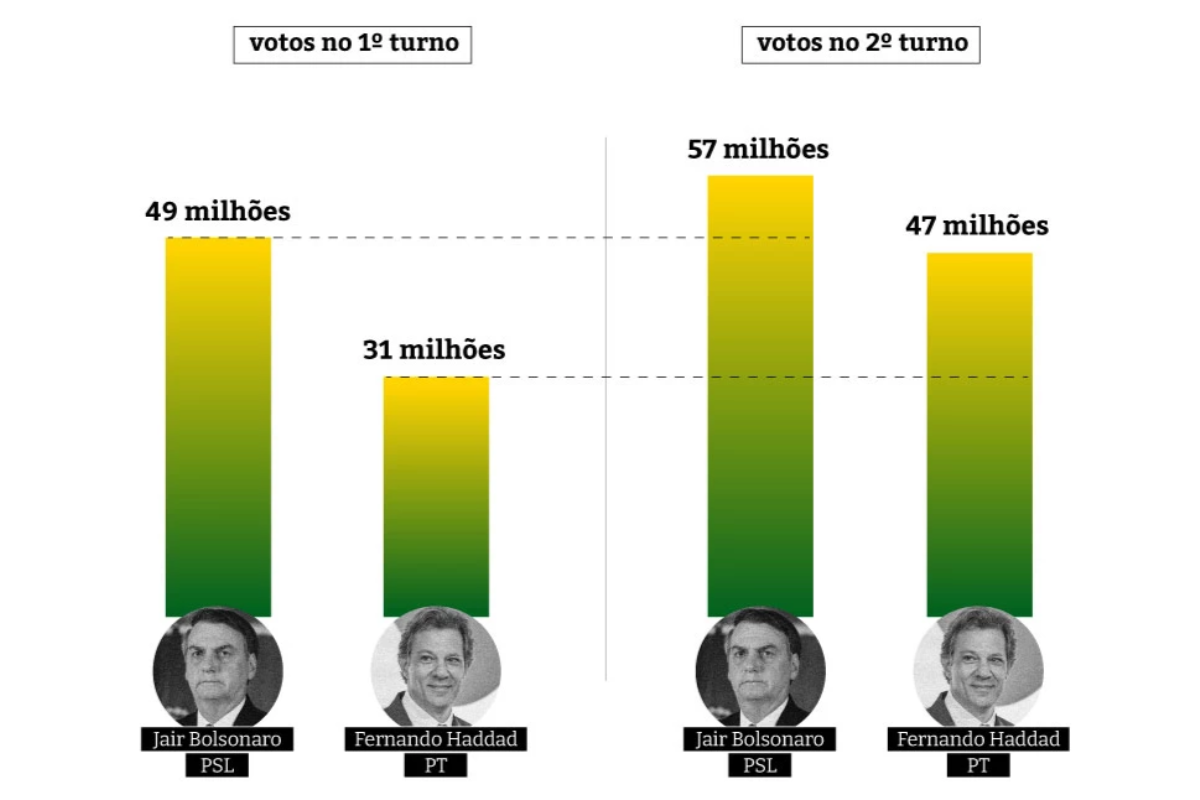 votos no 1º turno
49 milhões
31 milhões
Jair Bolsonaro
PSL
Fernando Haddad
PT
votos no 2º turno
57 milhões
47 milhões
Jair Bolsonaro
PSL
Fernando Haddad
PT